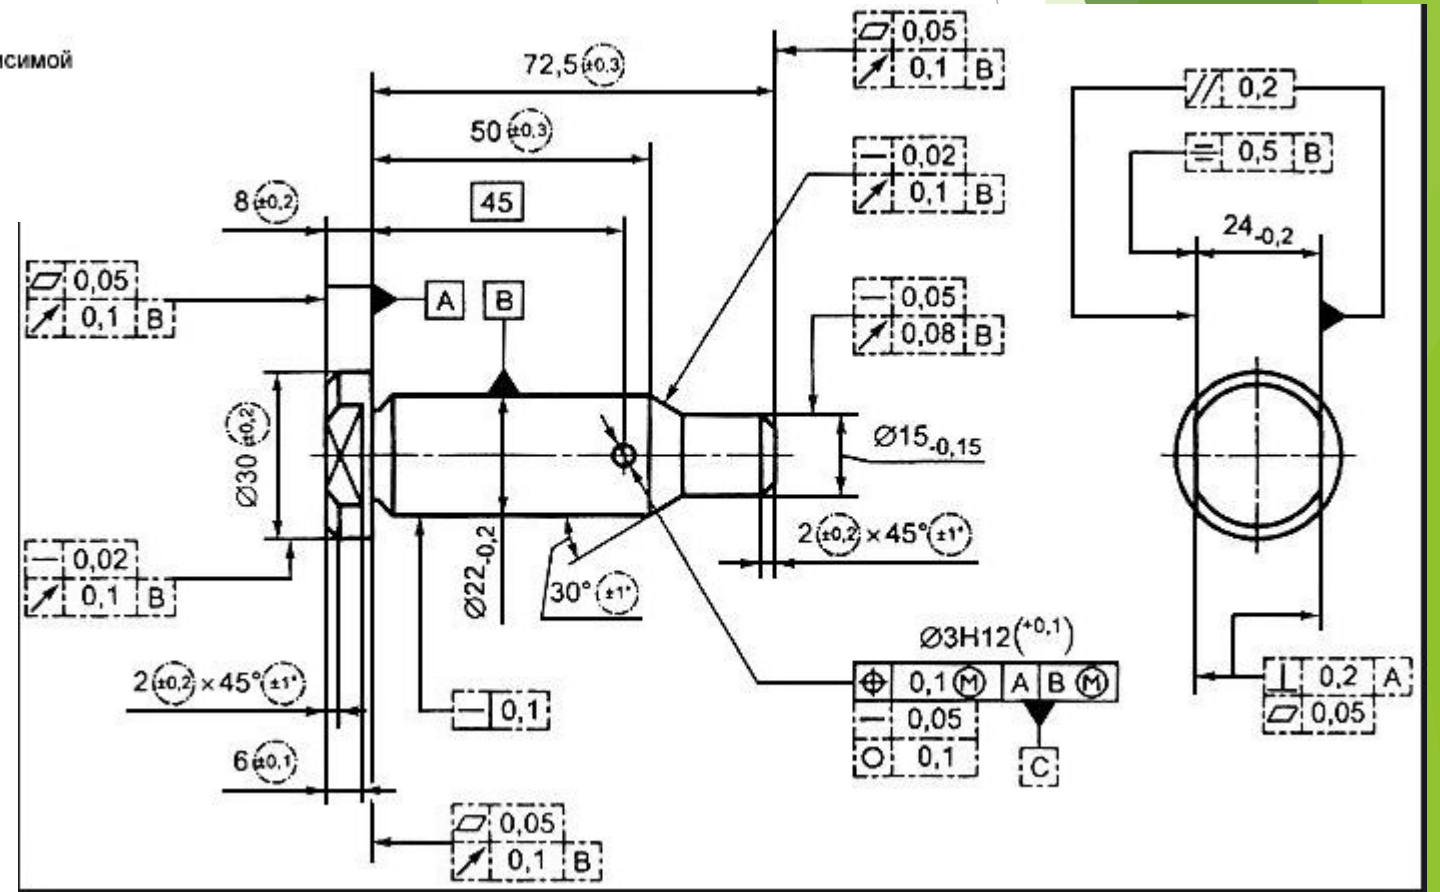 исимой
⏥ 0,05
↗ 0,1 B
72,5 ±0,3
⫽ 0,2
50 ±0,3
— 0,02
↗ 0,1 B
⌯ 0,5 B
8 ±0,2
45
24 -0,2
⏥ 0,05
↗ 0,1 B
A
B
— 0,05
↗ 0,08 B
Ø30 ±0,2
Ø15 -0,15
— 0,02
↗ 0,1 B
Ø22 -0,2
30° ±1°
2 ±0,2 × 45° ±1°
Ø3H12(+0,1)
2 ±0,2 × 45° ±1°
— 0,1
⌖ 0,1 Ⓜ A B Ⓜ
— 0,05
○ 0,1
C
⟂ 0,2 A
⏥ 0,05
6 ±0,1
⏥ 0,05
↗ 0,1 B